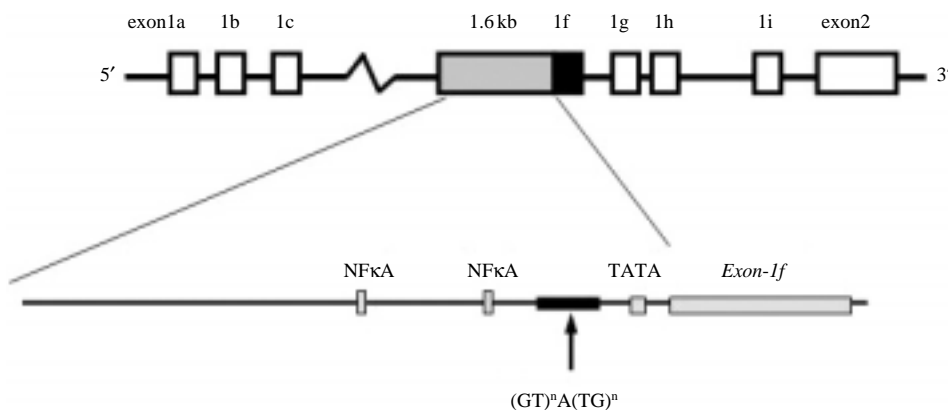 exon1a 1b 1c 1.6 kb 1f 1g 1h 1i exon2
5′ 3′
NFκA NFκA TATA Exon-1f
(GT)ⁿA(TG)ⁿ